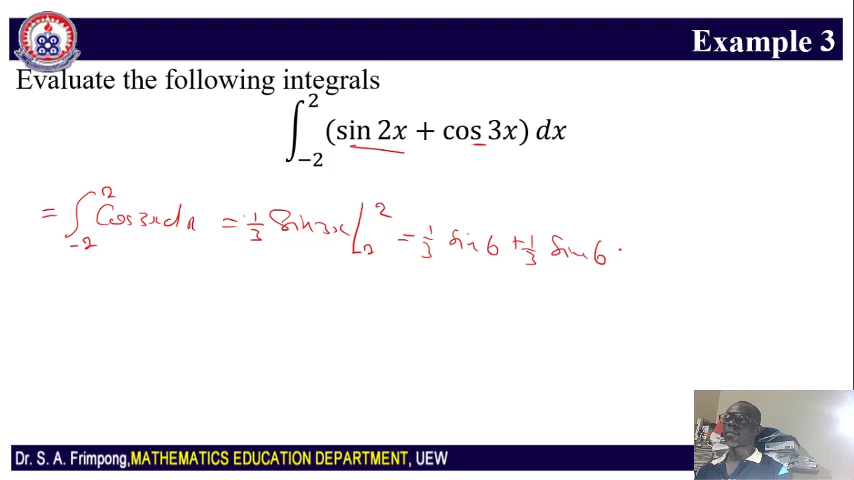 Example 3
Evaluate the following integrals
∫_{-2}^{2} (sin 2x + cos 3x) dx
= ∫_{-2}^{2} Cos 3x dx = 1/3 Sin 3x |_{2}^{2} = 1/3 Sin 6 + 1/3 Sin 6
Dr. S. A. Frimpong, MATHEMATICS EDUCATION DEPARTMENT, UEW